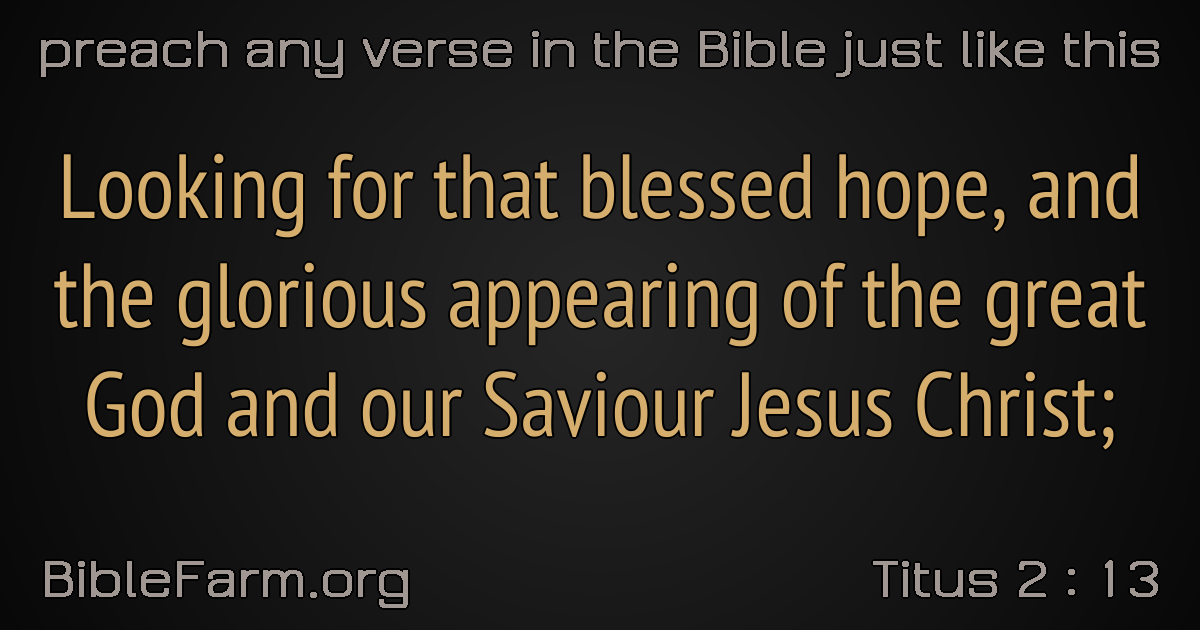 preach any verse in the Bible just like this
Looking for that blessed hope, and
the glorious appearing of the great
God and our Saviour Jesus Christ;
BibleFarm.org
Titus 2 : 13